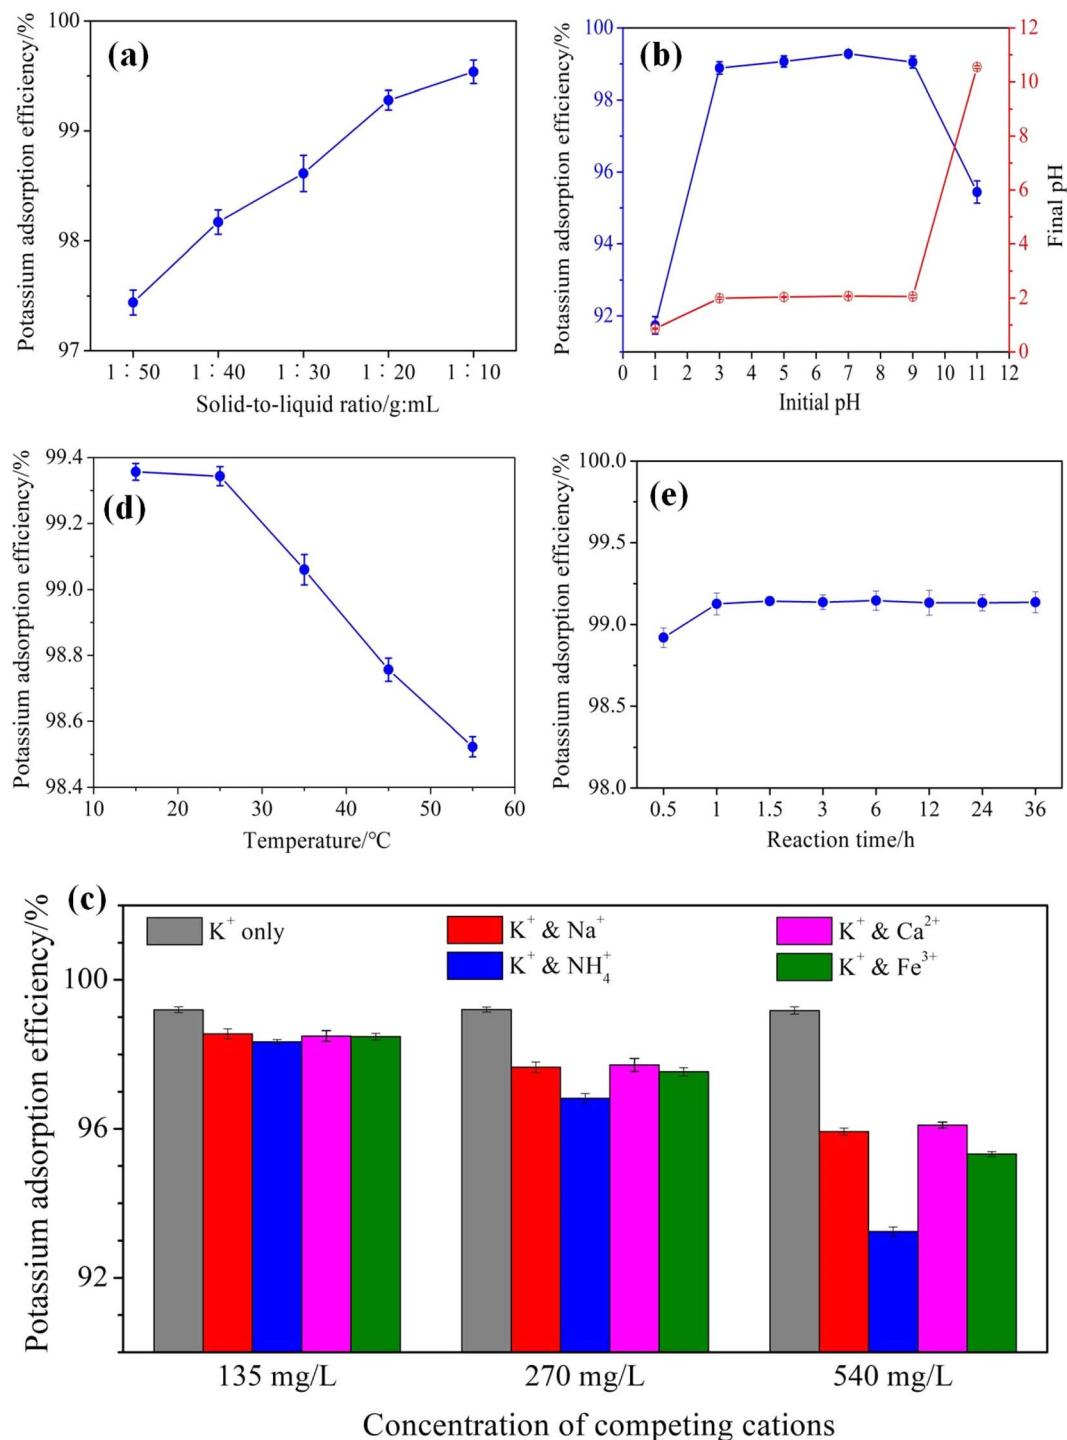 (a)
Potassium adsorption efficiency/%
100
99
98
97
1:50 1:40 1:30 1:20 1:10
Solid-to-liquid ratio/g:mL
(b)
Potassium adsorption efficiency/%
100
98
96
94
92
12
10
8
6
4
2
0
Final pH
0 1 2 3 4 5 6 7 8 9 10 11 12
Initial pH
(d)
Potassium adsorption efficiency/%
99.4
99.2
99.0
98.8
98.6
98.4
10 20 30 40 50 60
Temperature/°C
(e)
Potassium adsorption efficiency/%
100.0
99.5
99.0
98.5
98.0
0.5 1 1.5 3 6 12 24 36
Reaction time/h
(c)
Potassium adsorption efficiency/%
K⁺ only
K⁺ & Na⁺
K⁺ & Ca²⁺
K⁺ & NH₄⁺
K⁺ & Fe³⁺
100
96
92
135 mg/L 270 mg/L 540 mg/L
Concentration of competing cations